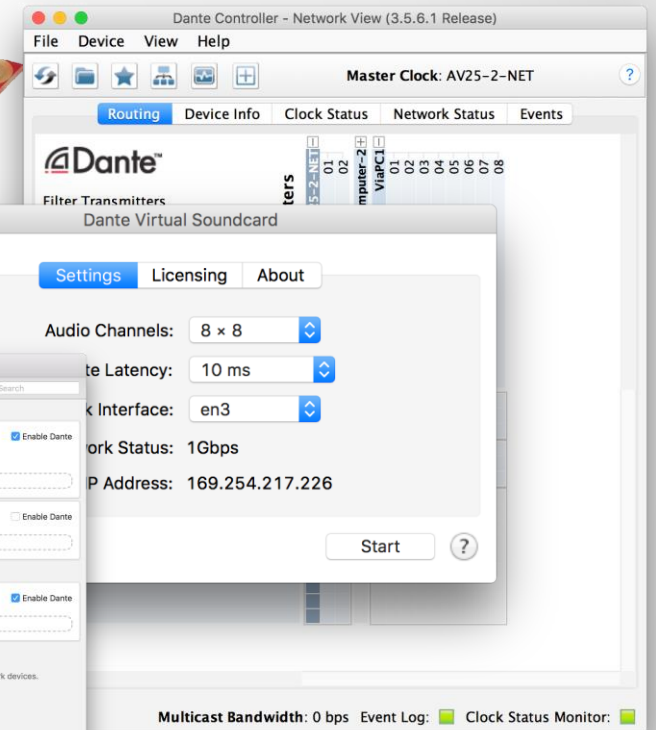 Dante Controller - Network View (3.5.6.1 Release)
File Device View Help
Master Clock: AV25-2-NET
?
Routing Device Info Clock Status Network Status Events
Dante™
Filter Transmitters
ters
25-2-NET
01
02
mputer-2
ViaPC1
01
02
03
04
05
06
07
08
Dante Virtual Soundcard
Settings Licensing About
Audio Channels: 8 × 8
te Latency: 10 ms
k Interface: en3
ork Status: 1Gbps
IP Address: 169.254.217.226
Start ?
Search
Enable Dante
Enable Dante
Enable Dante
rk devices.
Multicast Bandwidth: 0 bps Event Log: Clock Status Monitor: